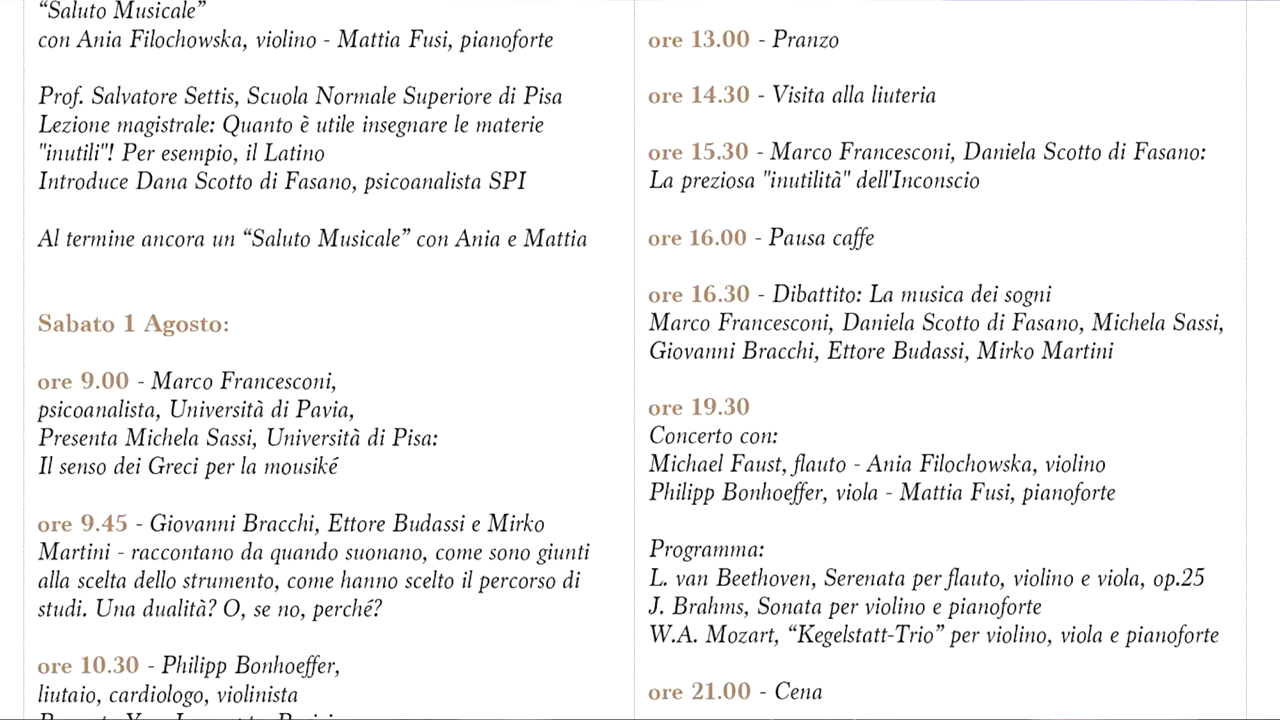 “Saluto Musicale”
con Ania Filochowska, violino - Mattia Fusi, pianoforte
Prof. Salvatore Settis, Scuola Normale Superiore di Pisa
Lezione magistrale: Quanto è utile insegnare le materie
"inutili"! Per esempio, il Latino
Introduce Dana Scotto di Fasano, psicoanalista SPI
Al termine ancora un “Saluto Musicale” con Ania e Mattia
Sabato 1 Agosto:
ore 9.00 - Marco Francesconi,
psicoanalista, Università di Pavia,
Presenta Michela Sassi, Università di Pisa:
Il senso dei Greci per la mousiké
ore 9.45 - Giovanni Bracchi, Ettore Budassi e Mirko
Martini - raccontano da quando suonano, come sono giunti
alla scelta dello strumento, come hanno scelto il percorso di
studi. Una dualità? O, se no, perché?
ore 10.30 - Philipp Bonhoeffer,
liutaio, cardiologo, violinista
ore 13.00 - Pranzo
ore 14.30 - Visita alla liuteria
ore 15.30 - Marco Francesconi, Daniela Scotto di Fasano:
La preziosa "inutilità" dell'Inconscio
ore 16.00 - Pausa caffe
ore 16.30 - Dibattito: La musica dei sogni
Marco Francesconi, Daniela Scotto di Fasano, Michela Sassi,
Giovanni Bracchi, Ettore Budassi, Mirko Martini
ore 19.30
Concerto con:
Michael Faust, flauto - Ania Filochowska, violino
Philipp Bonhoeffer, viola - Mattia Fusi, pianoforte
Programma:
L. van Beethoven, Serenata per flauto, violino e viola, op.25
J. Brahms, Sonata per violino e pianoforte
W.A. Mozart, “Kegelstatt-Trio” per violino, viola e pianoforte
ore 21.00 - Cena